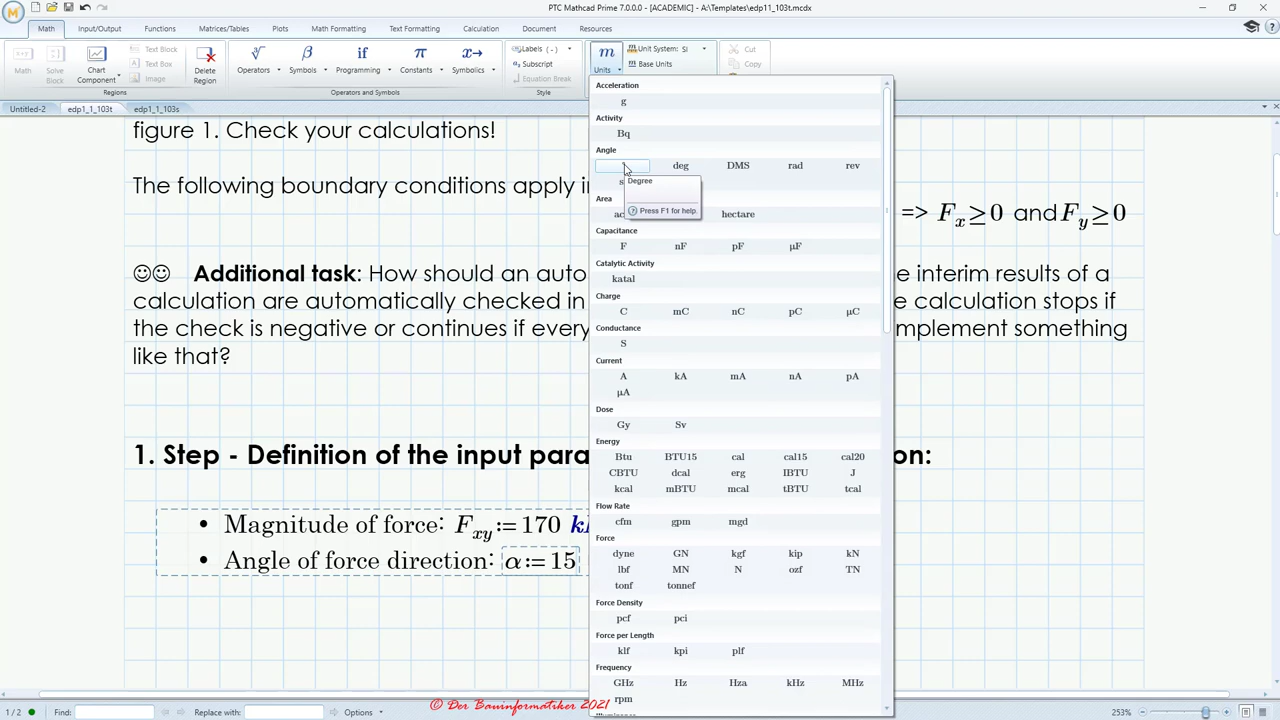 PTC Mathcad Prime 7.0.0.0 - [ACADEMIC] - A:\Templates\edp11_103t.mcdx
Math Input/Output Functions Matrices/Tables Plots Math Formatting Text Formatting Calculation Document Resources
Math
Solve Block
Chart Component
Text Block
Math
Image
Delete Region
Operators
Symbols
Programming
Constants
Symbolics
Labels ( – )
Subscript
Equation Break
Units
Unit System: SI
Base Units
Cut
Copy
Regions
Operators and Symbols
Style
Untitled-2 edp1_1_103t edp1_1_103s
figure 1. Check your calculations!
The following boundary conditions apply i
=> Fx ≥ 0 and Fy ≥ 0
☺☺ Additional task: How should an auto
e interim results of a
calculation are automatically checked in
e calculation stops if
the check is negative or continues if every
mplement something
like that?
1. Step - Definition of the input para
on:
• Magnitude of force: Fxy := 170 k
• Angle of force direction: α := 15
Acceleration
g
Activity
Bq
Angle
deg DMS rad rev
Degree
Press F1 for help.
Area
hectare
Capacitance
F nF pF μF
Catalytic Activity
katal
Charge
C mC nC pC μC
Conductance
S
Current
A kA mA nA pA
μA
Dose
Gy Sv
Energy
Btu BTU15 cal cal15 cal20
CBTU dcal erg IBTU J
kcal mBTU mcal tBTU tcal
Flow Rate
cfm gpm mgd
Force
dyne GN kgf kip kN
lbf MN N ozf TN
tonf tonnef
Force Density
pcf pci
Force per Length
klf kpi plf
Frequency
GHz Hz Hza kHz MHz
rpm
© Der Bauinformatiker 2021
1 / 2 Find: Replace with: Options 253%